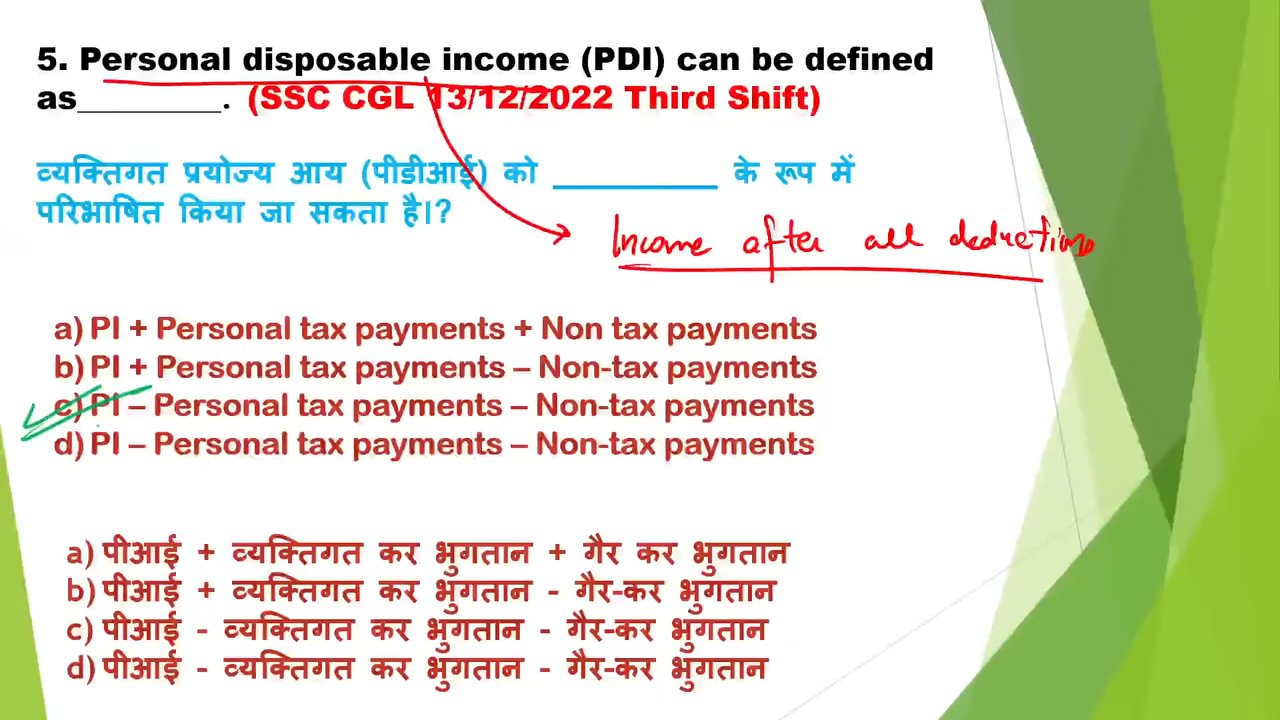 5. Personal disposable income (PDI) can be defined
as_________. (SSC CGL 13/12/2022 Third Shift)
व्यक्तिगत प्रयोज्य आय (पीडीआई) को __________ के रूप में
परिभाषित किया जा सकता है।?
Income after all deductions
a) PI + Personal tax payments + Non tax payments
b) PI + Personal tax payments – Non-tax payments
c) PI – Personal tax payments – Non-tax payments
d) PI – Personal tax payments – Non-tax payments
a) पीआई + व्यक्तिगत कर भुगतान + गैर कर भुगतान
b) पीआई + व्यक्तिगत कर भुगतान - गैर-कर भुगतान
c) पीआई - व्यक्तिगत कर भुगतान - गैर-कर भुगतान
d) पीआई - व्यक्तिगत कर भुगतान - गैर-कर भुगतान